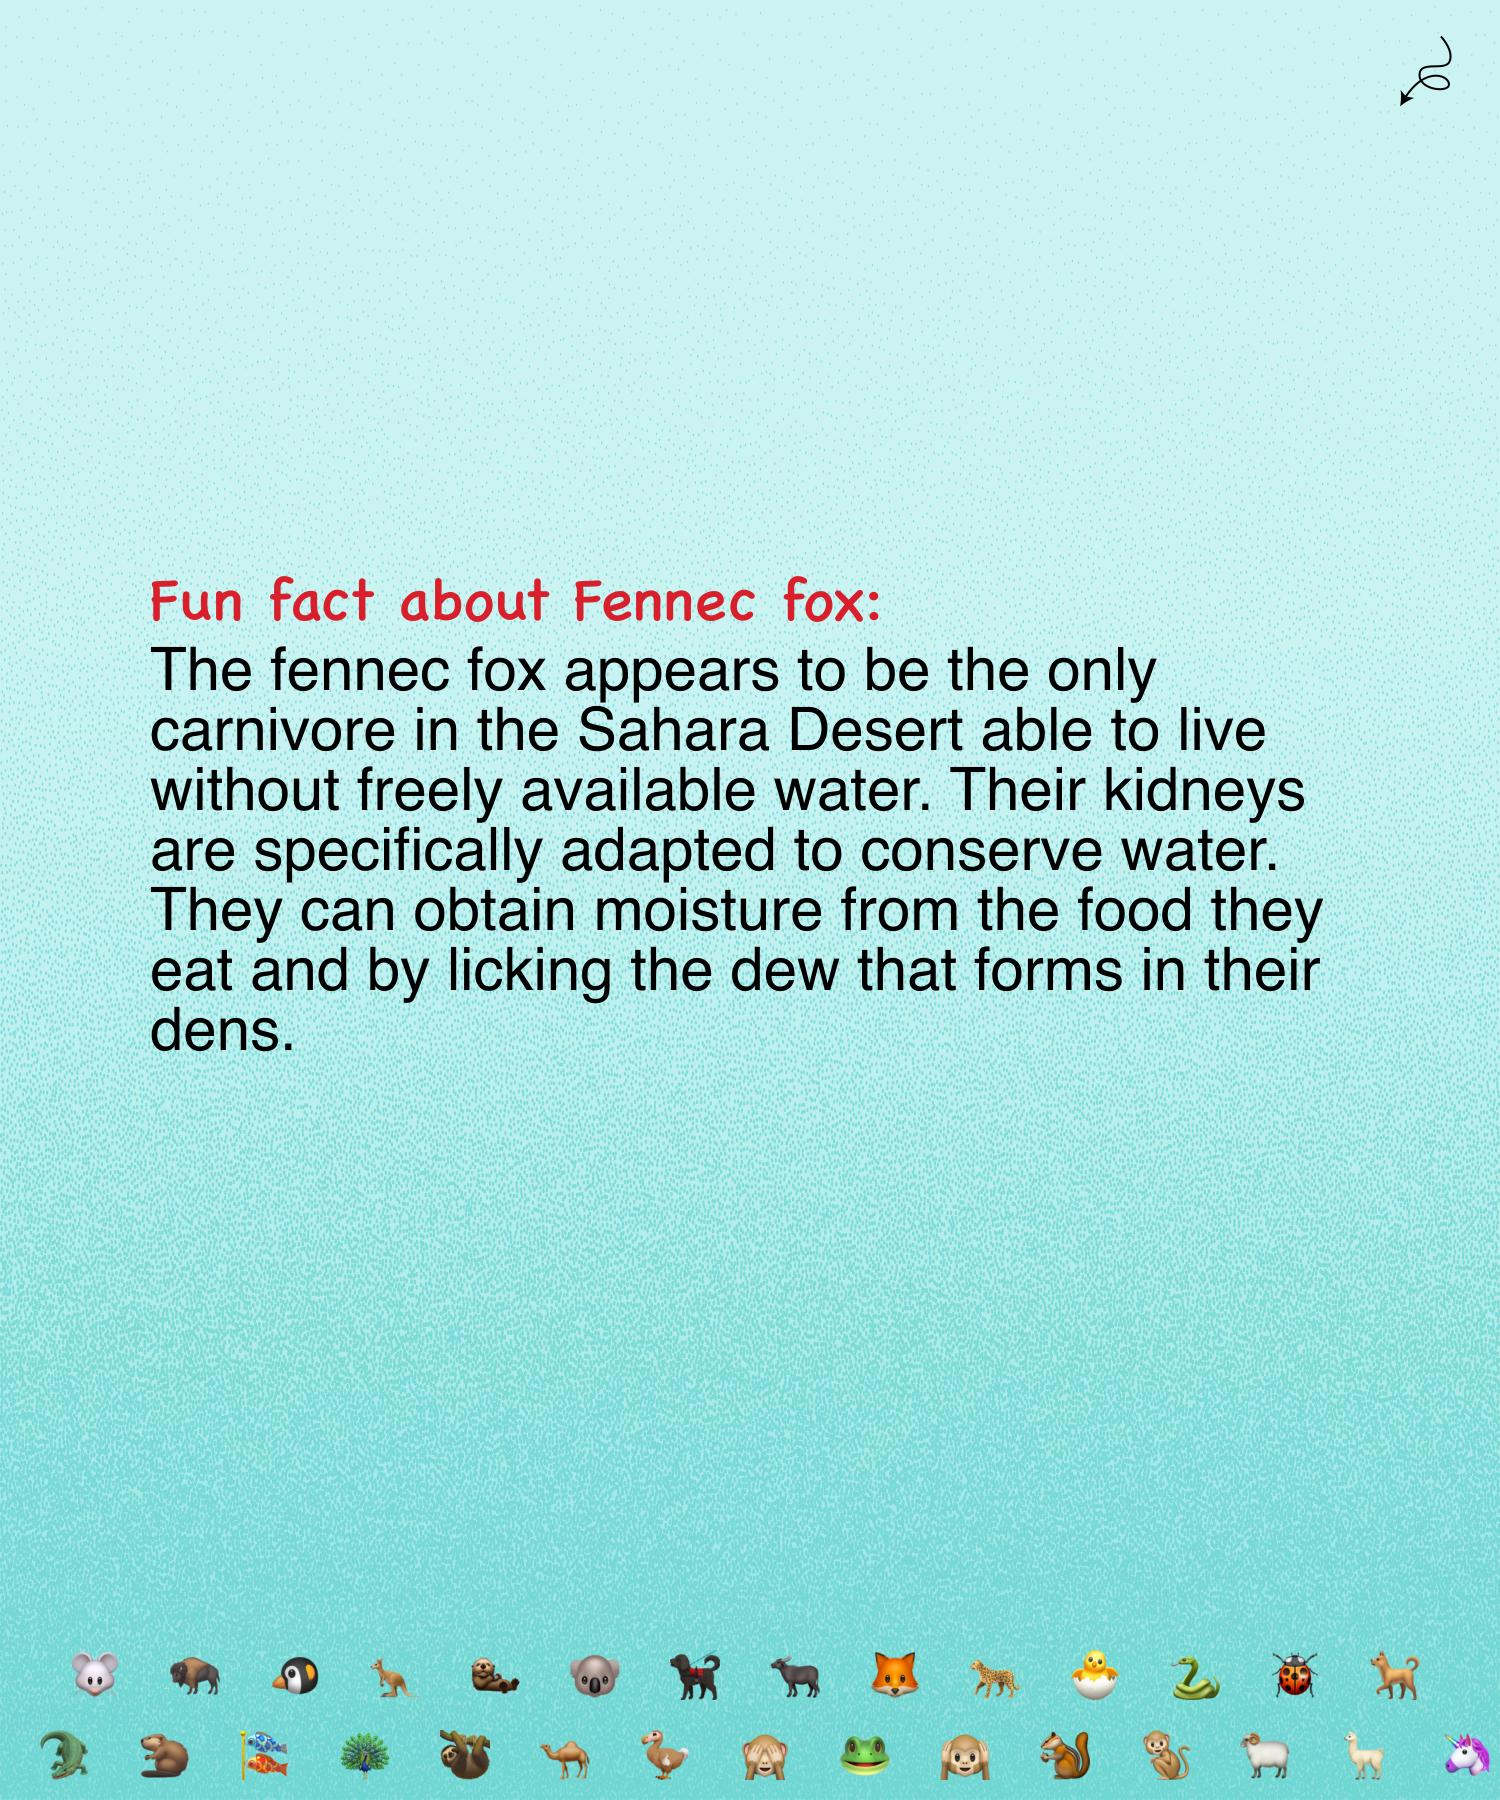 Fun fact about Fennec fox:
The fennec fox appears to be the only
carnivore in the Sahara Desert able to live
without freely available water. Their kidneys
are specifically adapted to conserve water.
They can obtain moisture from the food they
eat and by licking the dew that forms in their
dens.